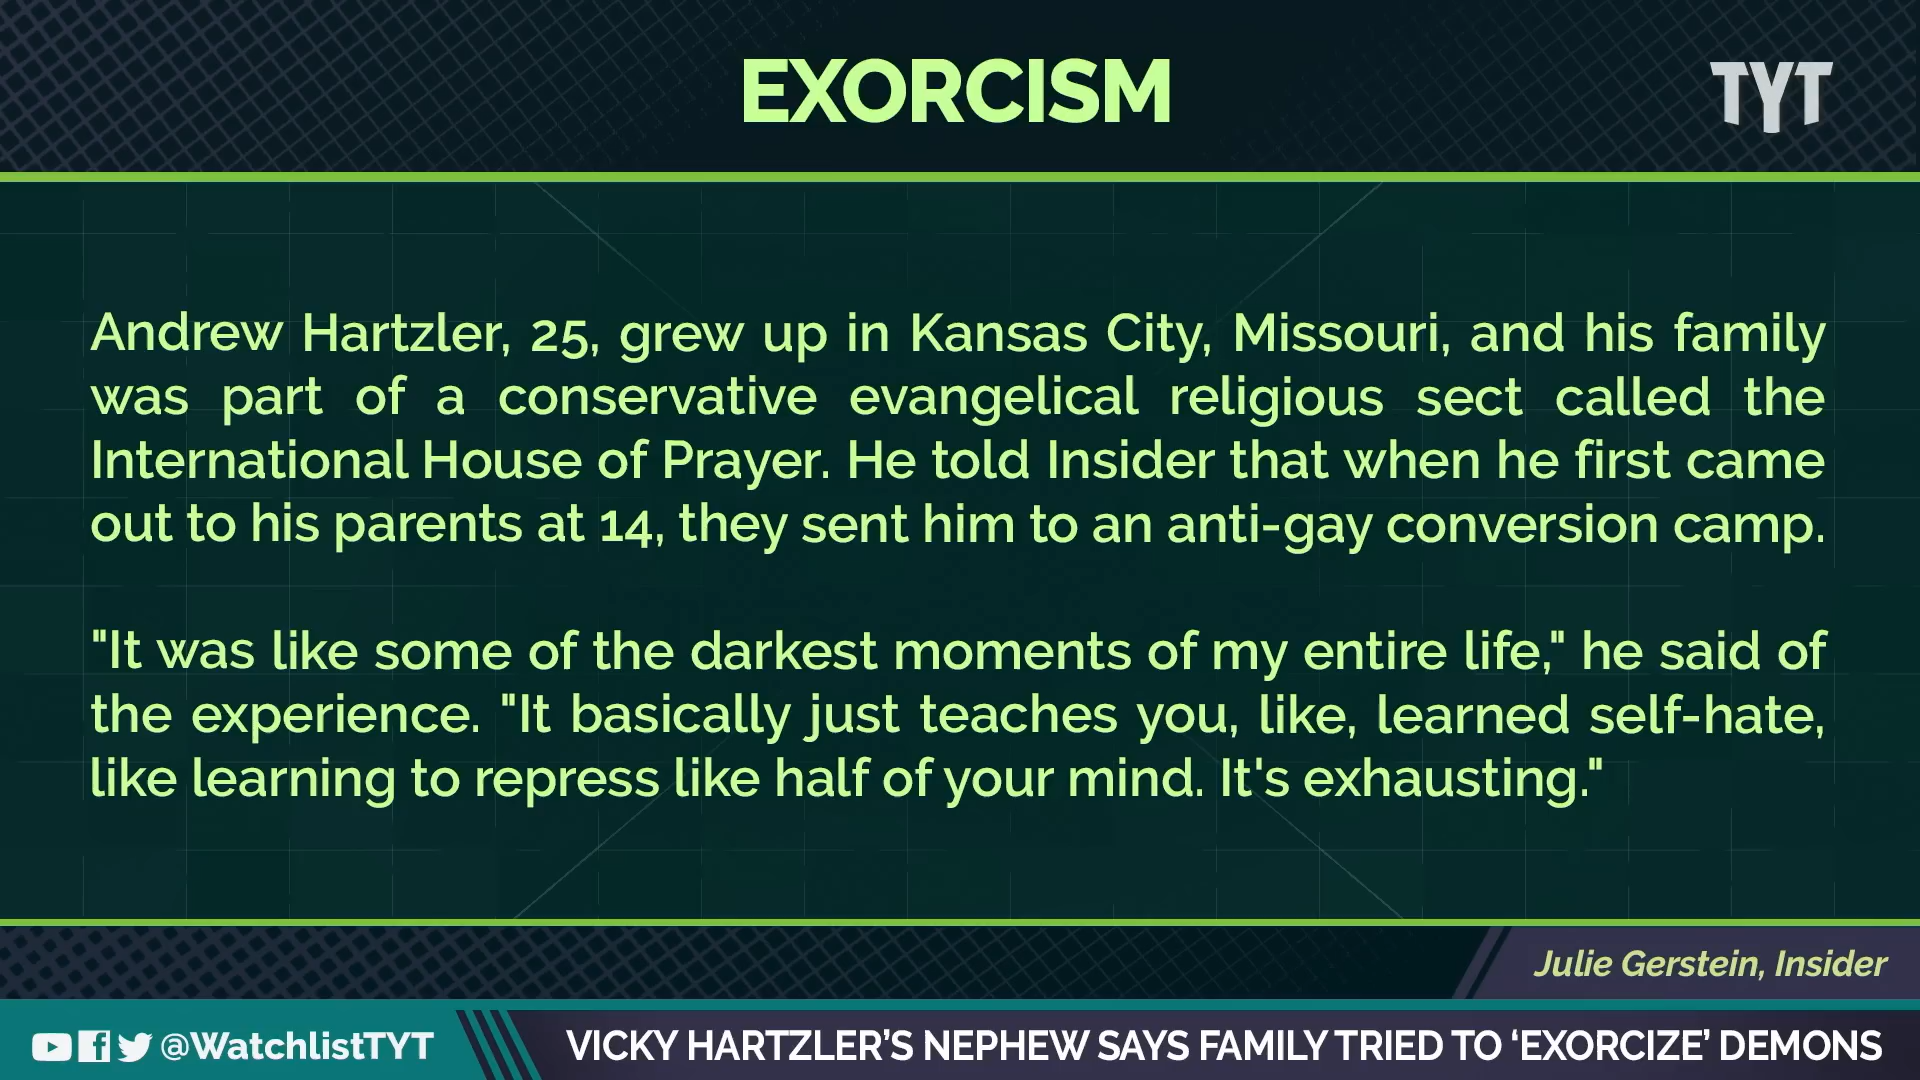 EXORCISM
TYT
Andrew Hartzler, 25, grew up in Kansas City, Missouri, and his family
was part of a conservative evangelical religious sect called the
International House of Prayer. He told Insider that when he first came
out to his parents at 14, they sent him to an anti-gay conversion camp.
"It was like some of the darkest moments of my entire life," he said of
the experience. "It basically just teaches you, like, learned self-hate,
like learning to repress like half of your mind. It's exhausting."
Julie Gerstein, Insider
@WatchlistTYT
VICKY HARTZLER’S NEPHEW SAYS FAMILY TRIED TO ‘EXORCIZE’ DEMONS